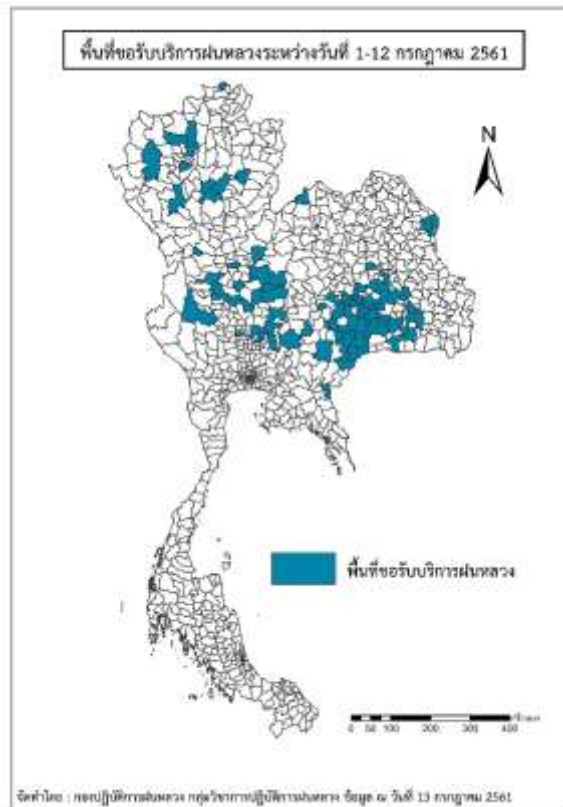 พื้นที่ขอรับบริการฝนหลวงระหว่างวันที่ 1-12 กรกฎาคม 2561
N
พื้นที่ขอรับบริการฝนหลวง
0 50 100 200 300 400
จัดทำโดย : กองปฏิบัติการฝนหลวง กลุ่มวิชาการปฏิบัติการฝนหลวง ข้อมูล ณ วันที่ 13 กรกฎาคม 2561